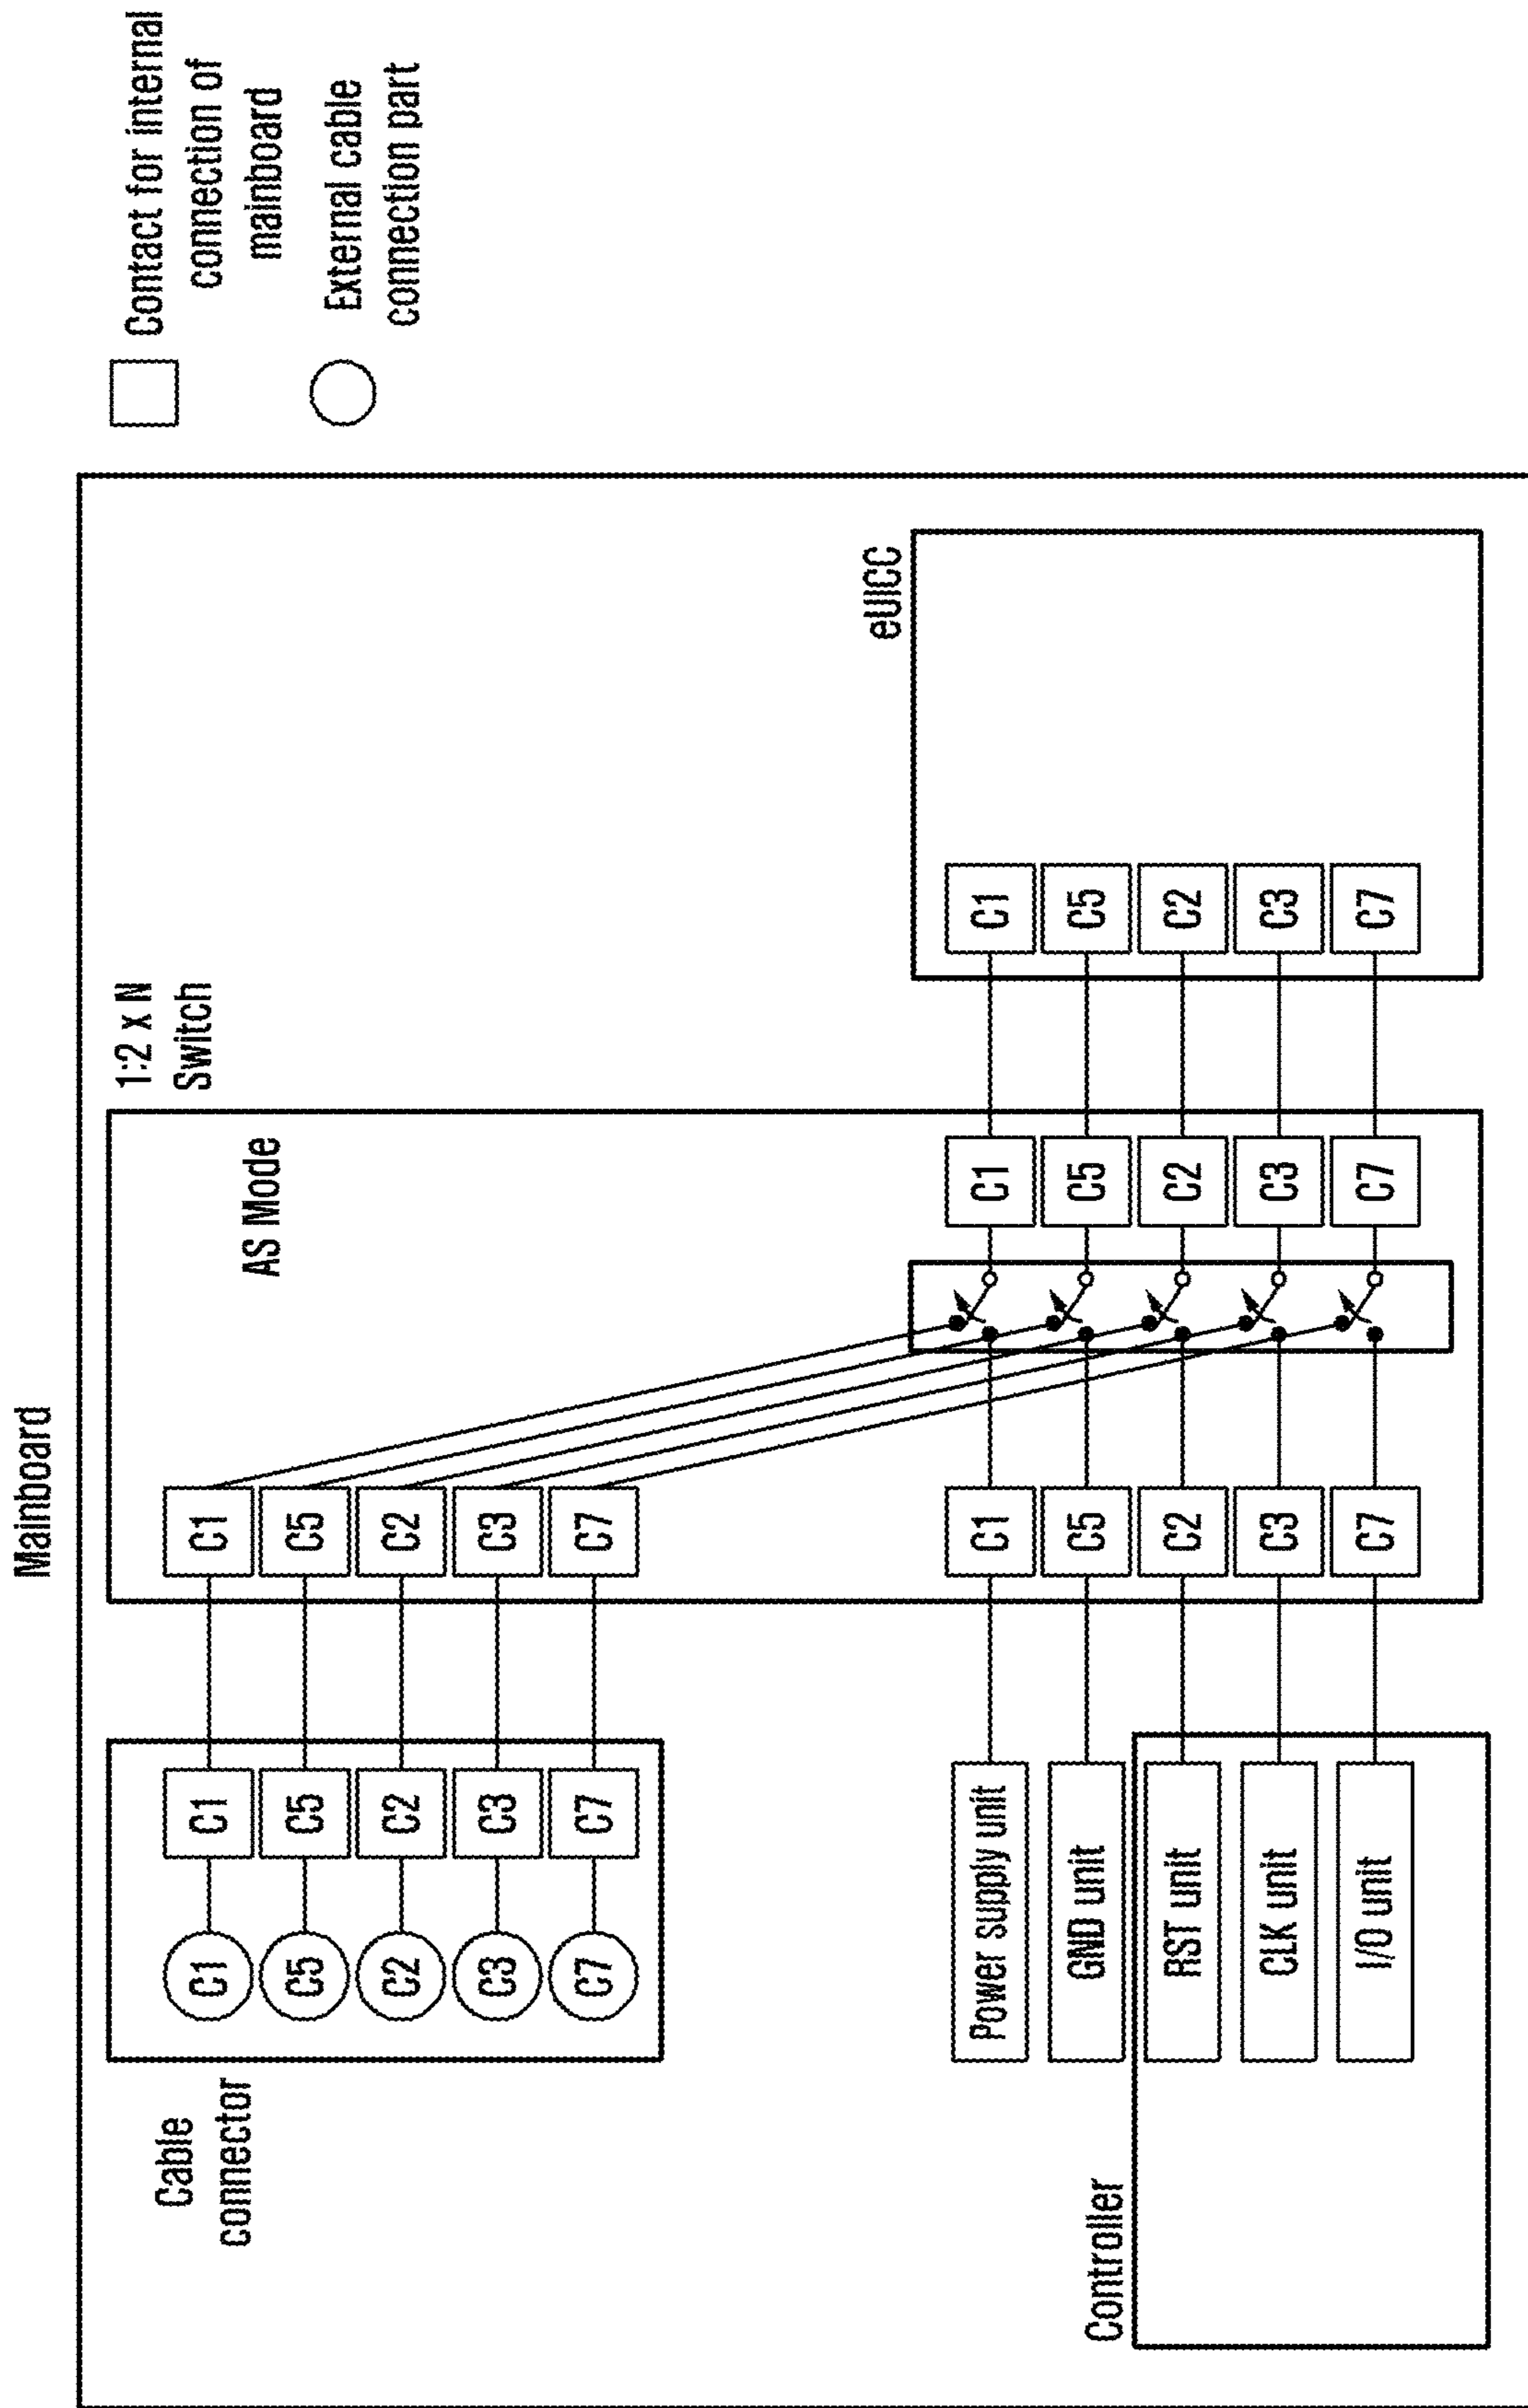 Mainboard
Contact for internal
connection of
mainboard
External cable
connection part
Cable
connector
C1
C5
C2
C3
C7
C1
C5
C2
C3
C7
1:2 x N
Switch
AS Mode
C1
C5
C2
C3
C7
C1
C5
C2
C3
C7
C1
C5
C2
C3
C7
eUICC
C1
C5
C2
C3
C7
Controller
Power supply unit
GND unit
RST unit
CLK unit
I/O unit